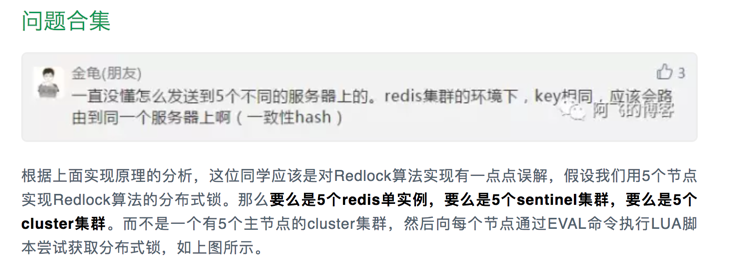 问题合集
金龟(朋友)
3
一直没懂怎么发送到5个不同的服务器上的。redis集群的环境下，key相同，应该会路
由到同一个服务器上啊（一致性hash）
阿飞的博客
根据上面实现原理的分析，这位同学应该是对Redlock算法实现有一点点误解，假设我们用5个节点
实现Redlock算法的分布式锁。那么要么是5个redis单实例，要么是5个sentinel集群，要么是5个
cluster集群。而不是一个有5个主节点的cluster集群，然后向每个节点通过EVAL命令执行LUA脚
本尝试获取分布式锁，如上图所示。